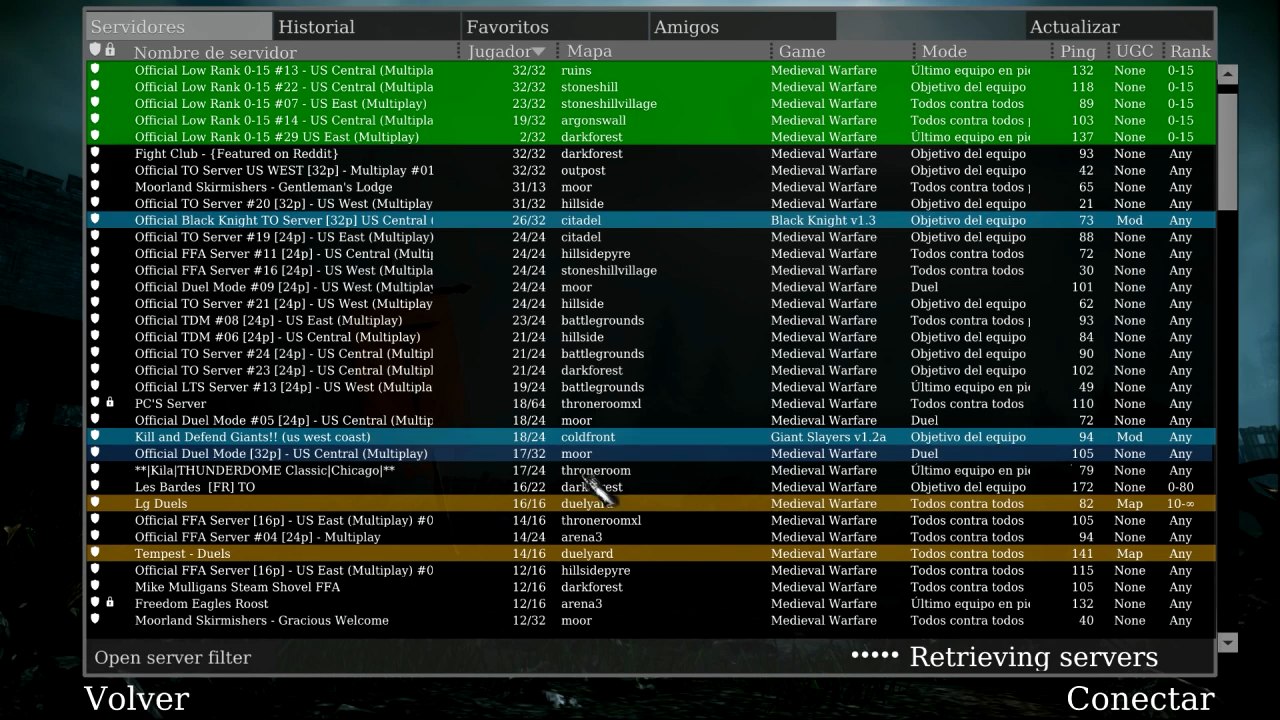 Servidores Historial Favoritos Amigos Actualizar
Nombre de servidor Jugador Mapa Game Mode Ping UGC Rank
Official Low Rank 0-15 #13 - US Central (Multipla 32/32 ruins Medieval Warfare Último equipo en pie 132 None 0-15
Official Low Rank 0-15 #22 - US Central (Multipla 32/32 stoneshill Medieval Warfare Objetivo del equipo 118 None 0-15
Official Low Rank 0-15 #07 - US East (Multiplay) 23/32 stoneshillvillage Medieval Warfare Todos contra todos 89 None 0-15
Official Low Rank 0-15 #14 - US Central (Multipla 19/32 argonswall Medieval Warfare Todos contra todos 103 None 0-15
Official Low Rank 0-15 #29 US East (Multiplay) 2/32 darkforest Medieval Warfare Último equipo en pie 137 None 0-15
Fight Club - {Featured on Reddit} 32/32 darkforest Medieval Warfare Objetivo del equipo 93 None Any
Official TO Server US WEST [32p] - Multiplay #01 32/32 outpost Medieval Warfare Objetivo del equipo 42 None Any
Moorland Skirmishers - Gentleman's Lodge 31/13 moor Medieval Warfare Todos contra todos 65 None Any
Official TO Server #20 [32p] - US West (Multiplay) 31/32 hillside Medieval Warfare Objetivo del equipo 21 None Any
Official Black Knight TO Server [32p] US Central ( 26/32 citadel Black Knight v1.3 Objetivo del equipo 73 Mod Any
Official TO Server #19 [24p] - US East (Multiplay) 24/24 citadel Medieval Warfare Objetivo del equipo 88 None Any
Official FFA Server #11 [24p] - US Central (Multip 24/24 hillsidepyre Medieval Warfare Objetivo del equipo 72 None Any
Official FFA Server #16 [24p] - US West (Multiplay) 24/24 stoneshillvillage Medieval Warfare Todos contra todos 30 None Any
Official Duel Mode #09 [24p] - US West (Multiplay) 24/24 moor Medieval Warfare Duel 101 None Any
Official TO Server #21 [24p] - US West (Multiplay) 24/24 hillside Medieval Warfare Objetivo del equipo 62 None Any
Official TDM #08 [24p] - US East (Multiplay) 23/24 battlegrounds Medieval Warfare Todos contra todos 93 None Any
Official TDM #06 [24p] - US Central (Multiplay) 21/24 hillside Medieval Warfare Objetivo del equipo 84 None Any
Official TO Server #24 [24p] - US Central (Multipl 21/24 battlegrounds Medieval Warfare Objetivo del equipo 90 None Any
Official TO Server #23 [24p] - US Central (Multipl 21/24 darkforest Medieval Warfare Objetivo del equipo 102 None Any
Official LTS Server #13 [24p] - US West (Multipla 19/24 battlegrounds Medieval Warfare Último equipo en pie 49 None Any
PC'S Server 18/64 throneroomxl Medieval Warfare Todos contra todos 110 None Any
Official Duel Mode #05 [24p] - US Central (Multip 18/24 moor Medieval Warfare Duel 72 None Any
Kill and Defend Giants!! (us west coast) 18/24 coldfront Giant Slayers v1.2a Objetivo del equipo 94 Mod Any
Official Duel Mode [32p] - US Central (Multiplay) 17/32 moor Medieval Warfare Duel 105 None Any
**|Kila|THUNDERDOME Classic|Chicago|** 17/24 throneroom Medieval Warfare Último equipo en pie 79 None Any
Les Bardes [FR] TO 16/22 darkforest Medieval Warfare Objetivo del equipo 172 None 0-80
Lg Duels 16/16 duelyard Medieval Warfare Todos contra todos 82 Map 10-∞
Official FFA Server [16p] - US East (Multiplay) #0 14/16 throneroomxl Medieval Warfare Todos contra todos 105 None Any
Official FFA Server #04 [24p] - Multiplay 14/24 arena3 Medieval Warfare Todos contra todos 94 None Any
Tempest - Duels 14/16 duelyard Medieval Warfare Todos contra todos 141 Map Any
Official FFA Server [16p] - US East (Multiplay) #0 12/16 hillsidepyre Medieval Warfare Todos contra todos 115 None Any
Mike Mulligans Steam Shovel FFA 12/16 darkforest Medieval Warfare Todos contra todos 105 None Any
Freedom Eagles Roost 12/16 arena3 Medieval Warfare Último equipo en pie 132 None Any
Moorland Skirmishers - Gracious Welcome 12/32 moor Medieval Warfare Todos contra todos 40 None Any
Open server filter ••••• Retrieving servers
Volver Conectar